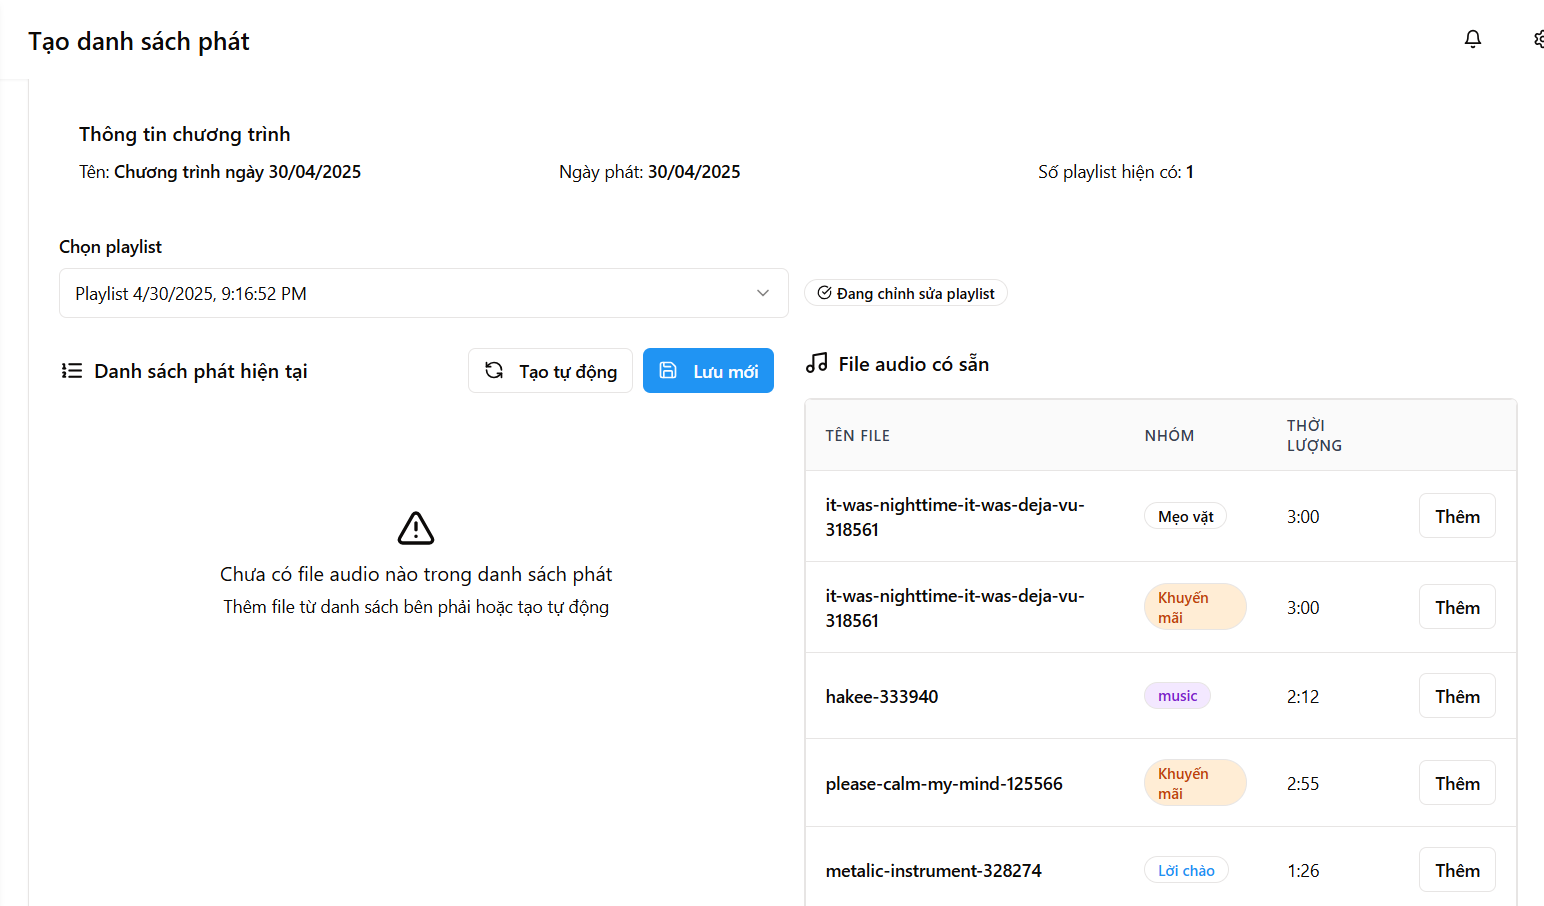 Tạo danh sách phát
Thông tin chương trình
Tên: Chương trình ngày 30/04/2025
Ngày phát: 30/04/2025
Số playlist hiện có: 1
Chọn playlist
Playlist 4/30/2025, 9:16:52 PM
Đang chỉnh sửa playlist
Danh sách phát hiện tại
Tạo tự động
Lưu mới
Chưa có file audio nào trong danh sách phát
Thêm file từ danh sách bên phải hoặc tạo tự động
File audio có sẵn
TÊN FILE
NHÓM
THỜI
LƯỢNG
it-was-nighttime-it-was-deja-vu-
318561
Mẹo vặt
3:00
Thêm
it-was-nighttime-it-was-deja-vu-
318561
Khuyến
mãi
3:00
Thêm
hakee-333940
music
2:12
Thêm
please-calm-my-mind-125566
Khuyến
mãi
2:55
Thêm
metalic-instrument-328274
Lời chào
1:26
Thêm